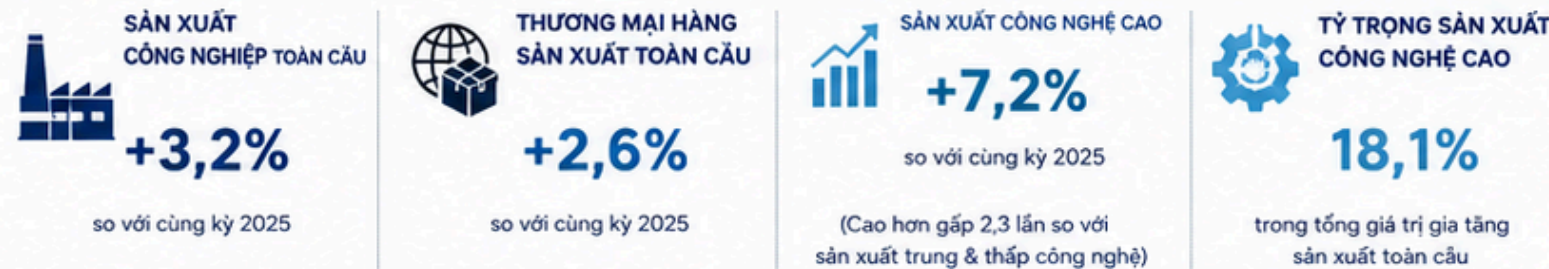 SẢN XUẤT
CÔNG NGHIỆP TOÀN CẦU
+3,2%
so với cùng kỳ 2025
THƯƠNG MẠI HÀNG
SẢN XUẤT TOÀN CẦU
+2,6%
so với cùng kỳ 2025
SẢN XUẤT CÔNG NGHỆ CAO
+7,2%
so với cùng kỳ 2025
(Cao hơn gấp 2,3 lần so với
sản xuất trung & thấp công nghệ)
TỶ TRỌNG SẢN XUẤT
CÔNG NGHỆ CAO
18,1%
trong tổng giá trị gia tăng
sản xuất toàn cầu